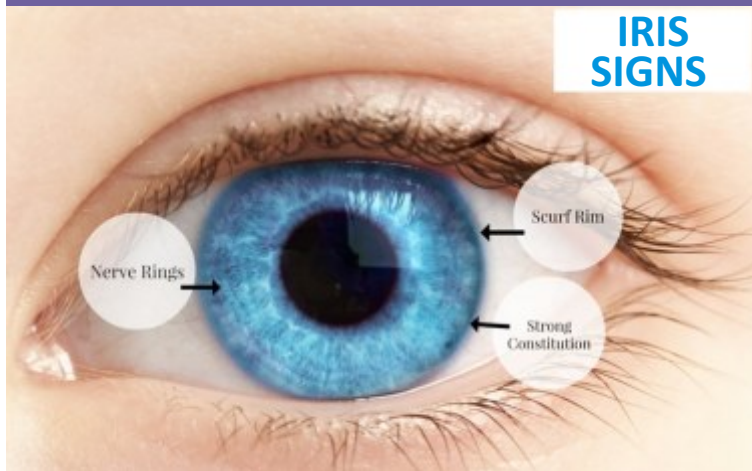 IRIS
SIGNS
Scurf Rim
Nerve Rings
Strong
Constitution